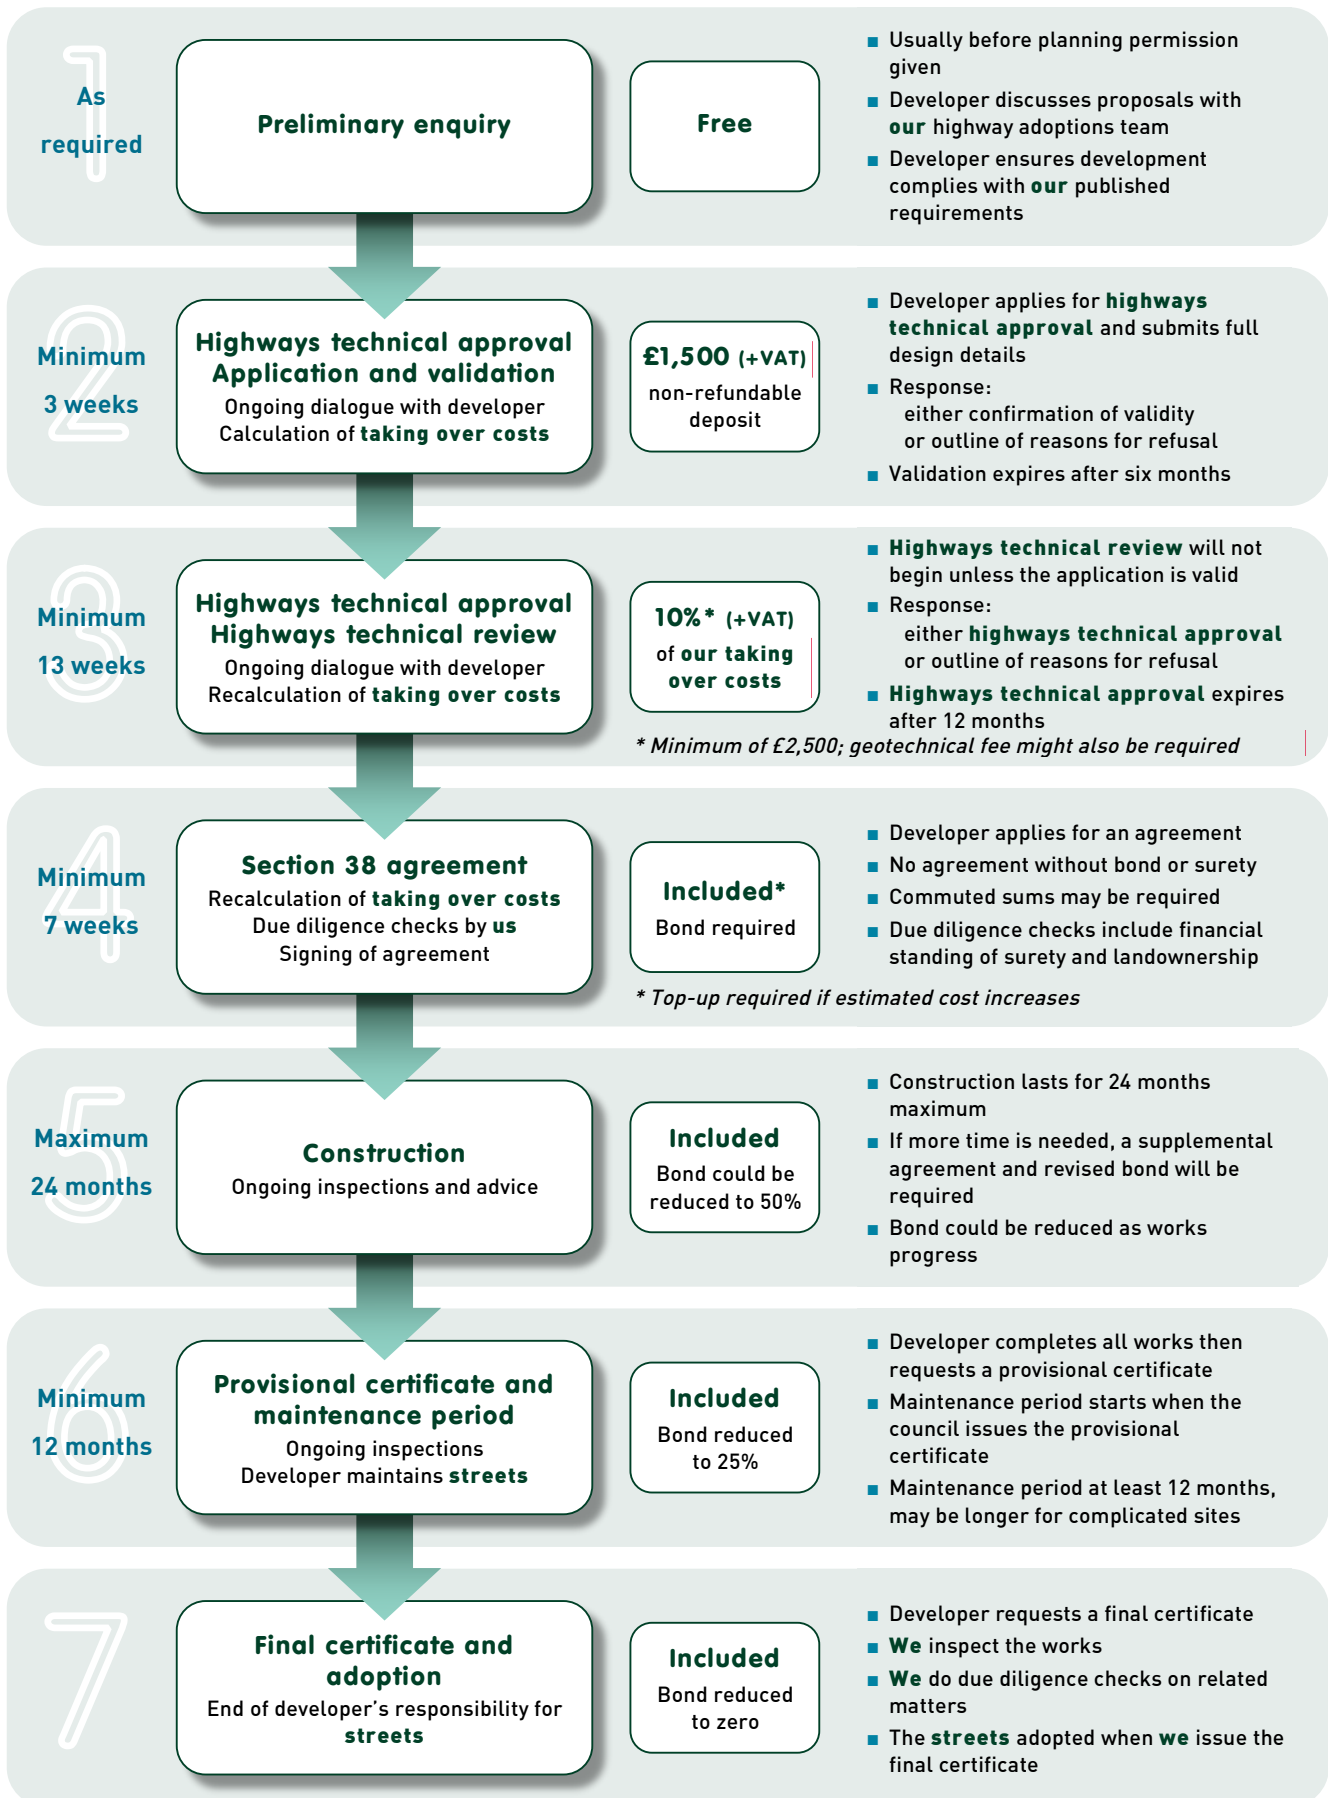 1
As
required
Preliminary enquiry
Free
■ Usually before planning permission
given
■ Developer discusses proposals with
our highway adoptions team
■ Developer ensures development
complies with our published
requirements
2
Minimum
3 weeks
Highways technical approval
Application and validation
Ongoing dialogue with developer
Calculation of taking over costs
£1,500 (+VAT)
non-refundable
deposit
■ Developer applies for highways
technical approval and submits full
design details
■ Response:
either confirmation of validity
or outline of reasons for refusal
■ Validation expires after six months
3
Minimum
13 weeks
Highways technical approval
Highways technical review
Ongoing dialogue with developer
Recalculation of taking over costs
10%* (+VAT)
of our taking
over costs
■ Highways technical review will not
begin unless the application is valid
■ Response:
either highways technical approval
or outline of reasons for refusal
■ Highways technical approval expires
after 12 months
* Minimum of £2,500; geotechnical fee might also be required
4
Minimum
7 weeks
Section 38 agreement
Recalculation of taking over costs
Due diligence checks by us
Signing of agreement
Included*
Bond required
■ Developer applies for an agreement
■ No agreement without bond or surety
■ Commuted sums may be required
■ Due diligence checks include financial
standing of surety and landownership
* Top-up required if estimated cost increases
5
Maximum
24 months
Construction
Ongoing inspections and advice
Included
Bond could be
reduced to 50%
■ Construction lasts for 24 months
maximum
■ If more time is needed, a supplemental
agreement and revised bond will be
required
■ Bond could be reduced as works
progress
6
Minimum
12 months
Provisional certificate and
maintenance period
Ongoing inspections
Developer maintains streets
Included
Bond reduced
to 25%
■ Developer completes all works then
requests a provisional certificate
■ Maintenance period starts when the
council issues the provisional
certificate
■ Maintenance period at least 12 months,
may be longer for complicated sites
7
Final certificate and
adoption
End of developer's responsibility for
streets
Included
Bond reduced
to zero
■ Developer requests a final certificate
■ We inspect the works
■ We do due diligence checks on related
matters
■ The streets adopted when we issue the
final certificate